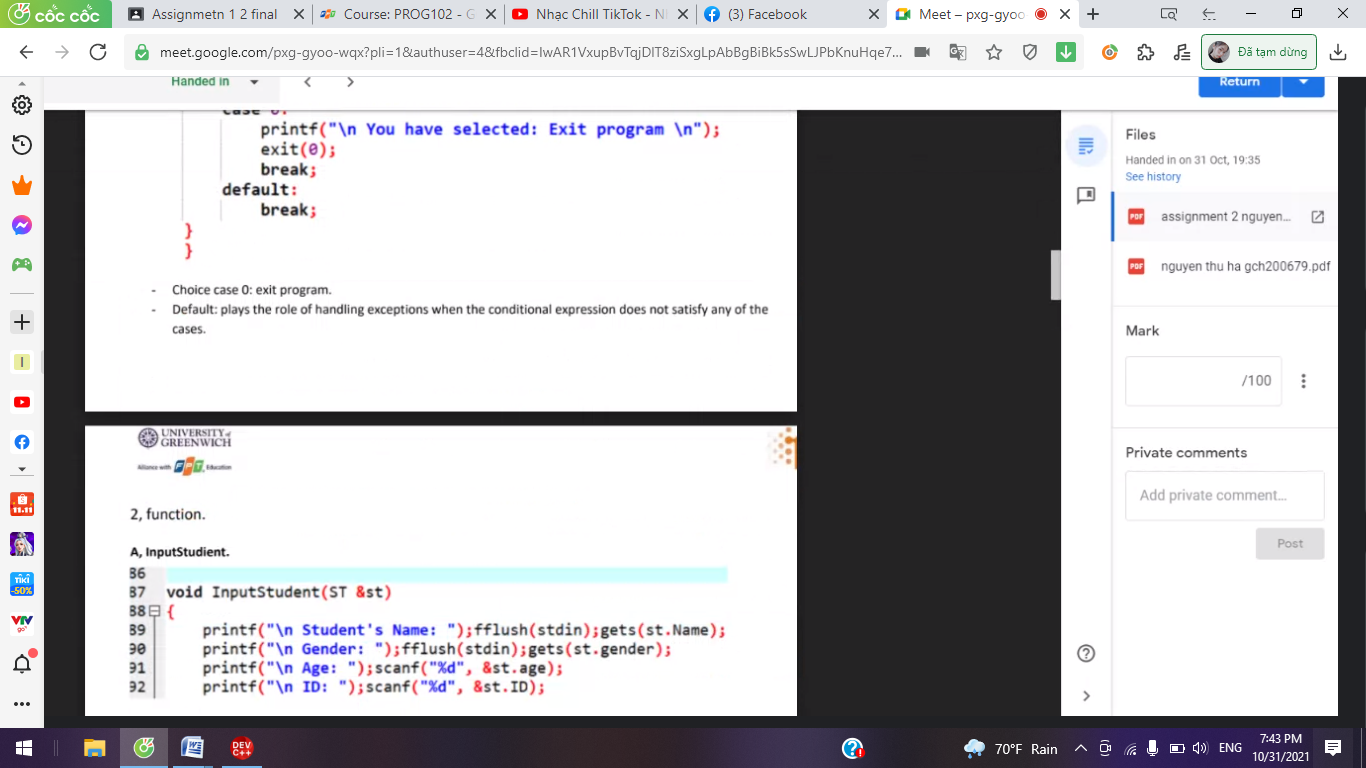 cốc cốc
Assignmetn 1 2 final
Course: PROG102 - G
Nhạc Chill TikTok - N
(3) Facebook
Meet – pxg-gyoo
meet.google.com/pxg-gyoo-wqx?pli=1&authuser=4&fbclid=IwAR1VxupBvTqjDlT8ziSxgLpAbBgBiBk5sSwLJPbKnuHqe7...
Đã tạm dừng
Handed in
Return
case 0:
printf("\n You have selected: Exit program \n");
exit(0);
break;
default:
break;
}
}
- Choice case 0: exit program.
- Default: plays the role of handling exceptions when the conditional expression does not satisfy any of the
cases.
UNIVERSITY of
GREENWICH
Alliance with FPT Education
2, function.
A, InputStudient.
86
87 void InputStudent(ST &st)
88 {
89 printf("\n Student's Name: ");fflush(stdin);gets(st.Name);
90 printf("\n Gender: ");fflush(stdin);gets(st.gender);
91 printf("\n Age: ");scanf("%d", &st.age);
92 printf("\n ID: ");scanf("%d", &st.ID);
Files
Handed in on 31 Oct, 19:35
See history
PDF assignment 2 nguyen...
PDF nguyen thu ha gch200679.pdf
Mark
/100
Private comments
Add private comment...
Post
11.11
TIKI
-50%
VTV
go
DEV
C++
70°F Rain
ENG
7:43 PM
10/31/2021